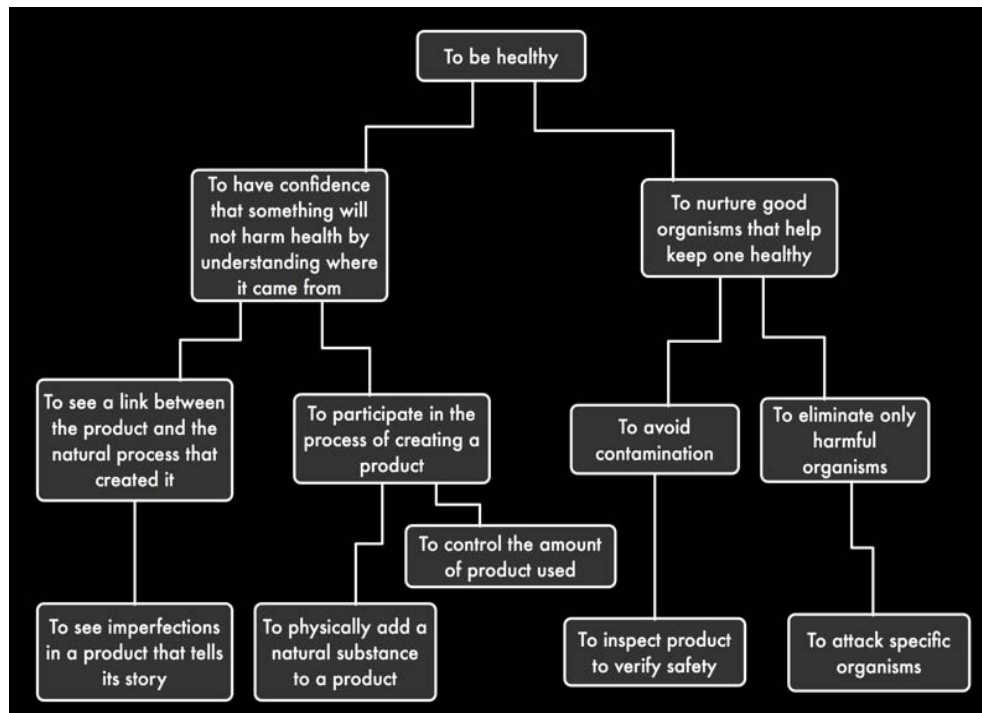 To be healthy
To have confidence
that something will
not harm health by
understanding where
it came from
To nurture good
organisms that help
keep one healthy
To see a link between
the product and the
natural process that
created it
To participate in the
process of creating a
product
To avoid
contamination
To eliminate only
harmful
organisms
To control the amount
of product used
To see imperfections
in a product that tells
its story
To physically add a
natural substance
to a product
To inspect product
to verify safety
To attack specific
organisms